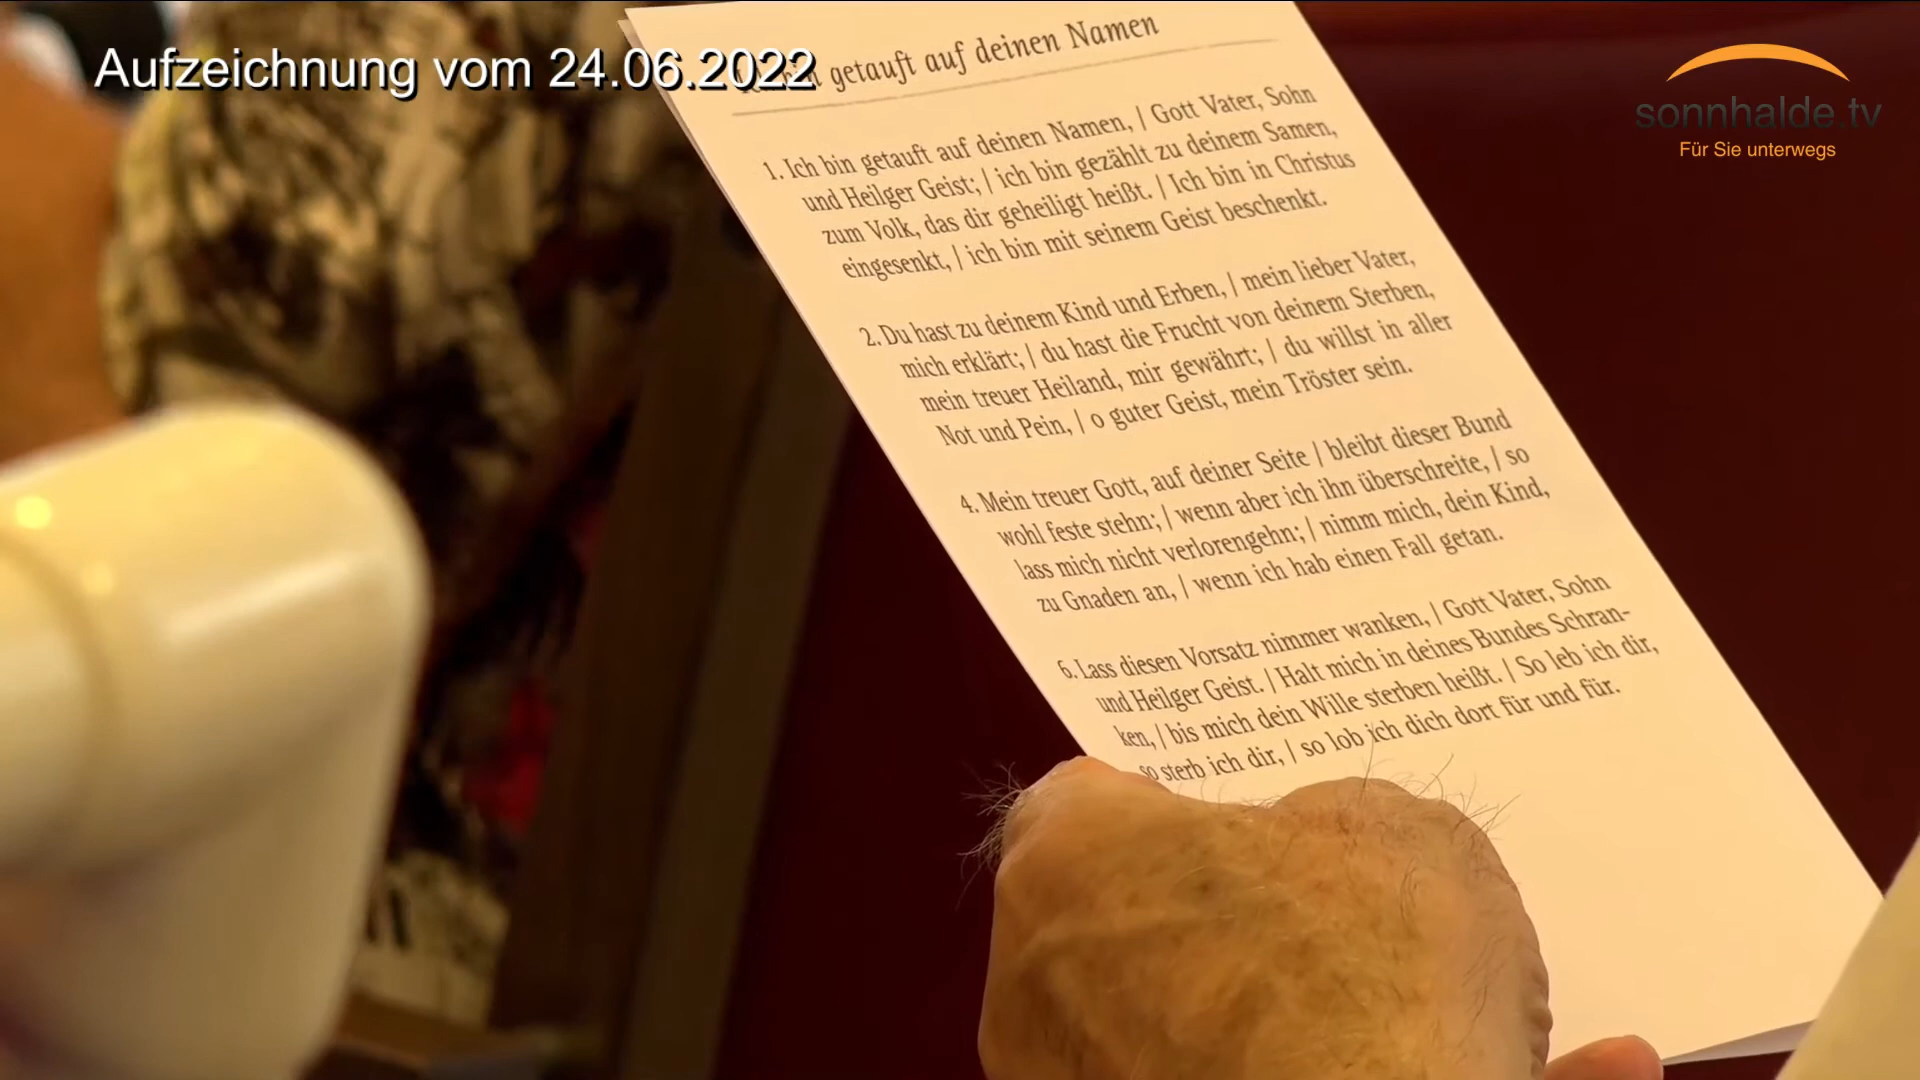 Aufzeichnung vom 24.06.2022
sonnhalde.tv
Für Sie unterwegs
bin getauft auf deinen Namen
1. Ich bin getauft auf deinen Namen, | Gott Vater, Sohn
und Heilger Geist; | ich bin gezählt zu deinem Samen,
zum Volk, das dir geheiligt heißt. | Ich bin in Christus
eingesenkt, | ich bin mit seinem Geist beschenkt.
2. Du hast zu deinem Kind und Erben, | mein lieber Vater,
mich erklärt; | du hast die Frucht von deinem Sterben,
mein treuer Heiland, mir gewährt; | du willst in aller
Not und Pein, | o guter Geist, mein Tröster sein.
4. Mein treuer Gott, auf deiner Seite | bleibt dieser Bund
wohl feste stehn; | wenn aber ich ihn überschreite, | so
lass mich nicht verlorengehn; | nimm mich, dein Kind,
zu Gnaden an, | wenn ich hab einen Fall getan.
6. Lass diesen Vorsatz nimmer wanken, | Gott Vater, Sohn
und Heilger Geist. | Halt mich in deines Bundes Schran-
ken, | bis mich dein Wille sterben heißt. | So leb ich dir,
so sterb ich dir, | so lob ich dich dort für und für.